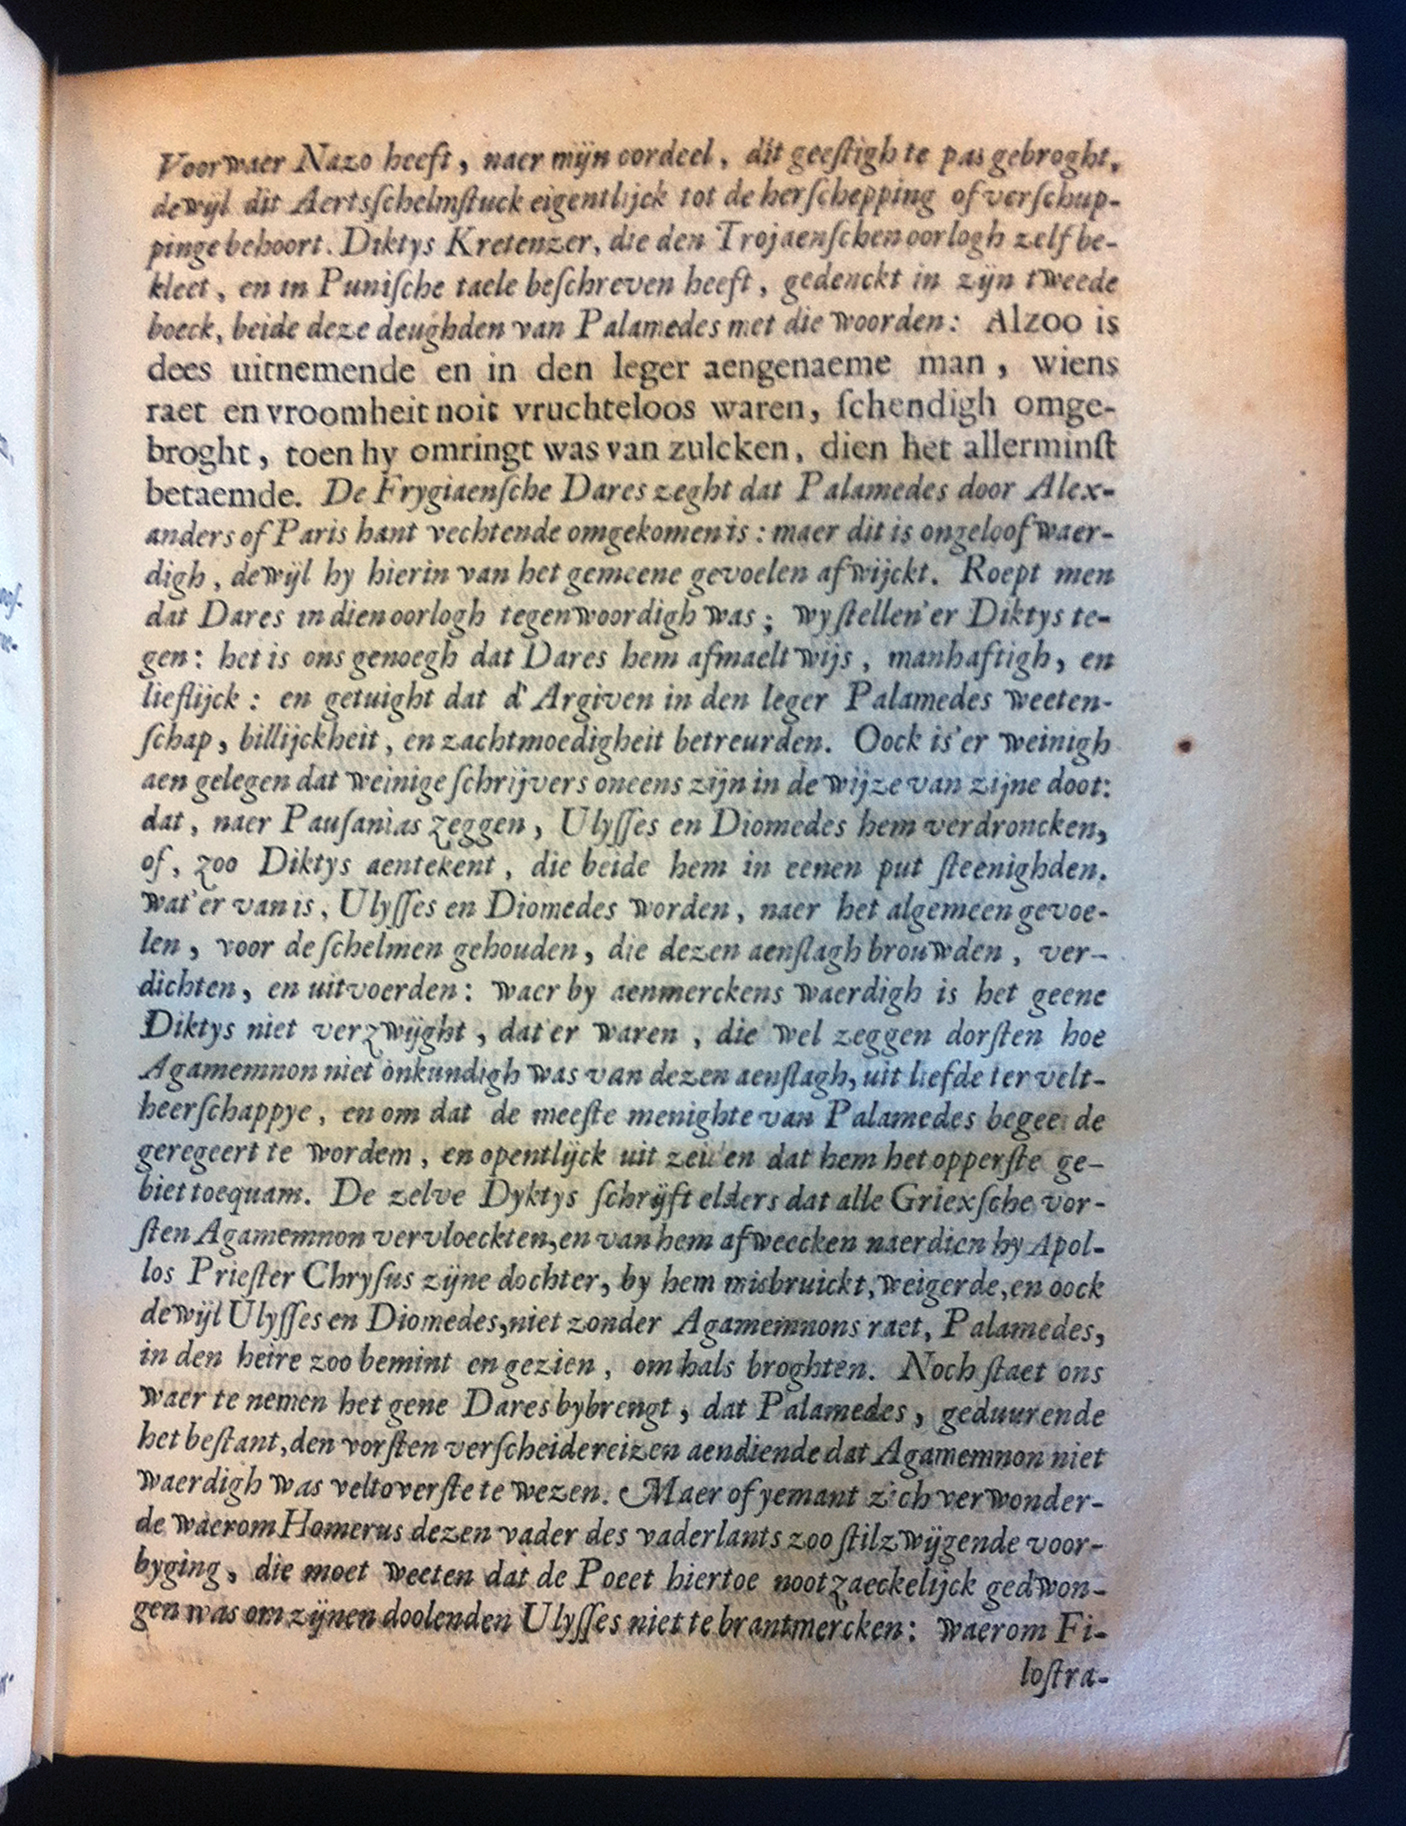 Voorwaer Nazo heeft, naer mijn oordeel, dit geeſtigh te pas gebroght,
dewijl dit Aertsſchelmſtuck eigentlijck tot de herſchepping of verſchup-
pinge behoort. Diktys Kretenzer, die den Trojaenſchen oorlogh zelf be-
kleet, en in Puniſche taele beſchreven heeft, gedenckt in zijn tweede
boeck, beide deze deughden van Palamedes met die woorden: Alzoo is
dees uitnemende en in den leger aengenaeme man, wiens
raet en vroomheit noit vruchteloos waren, ſchendigh omge-
broght, toen hy omringt was van zulcken, dien het allerminſt
betaemde. De Frygiaenſche Dares zeght dat Palamedes door Alex-
anders of Paris hant vechtende omgekomen is: maer dit is ongeloofwaer-
digh, dewijl hy hierin van het gemeene gevoelen afwijckt. Roept men
dat Dares in dien oorlogh tegenwoordigh was; wy ſtellen'er Diktys te-
gen: het is ons genoegh dat Dares hem afmaelt wijs, manhaftigh, en
lieflijck: en getuight dat d'Argiven in den leger Palamedes weeten-
ſchap, billijckheit, en zachtmoedigheit betreurden. Oock is'er weinigh
aen gelegen dat weinige ſchrijvers oneens zijn in de wijze van zijne doot:
dat, naer Pauſanias zeggen, Ulyſſes en Diomedes hem verdroncken,
of, zoo Diktys aentekent, die beide hem in eenen put ſteenighden.
Wat'er van is, Ulyſſes en Diomedes worden, naer het algemeen gevoe-
len, voor de ſchelmen gehouden, die dezen aenſlagh brouwden, ver-
dichten, en uitvoerden: waer by aenmerckens waerdigh is het geene
Diktys niet verzwijght, dat'er waren, die wel zeggen dorſten hoe
Agamemnon niet onkundigh was van dezen aenſlagh, uit liefde ter velt-
heerſchappye, en om dat de meeſte menighte van Palamedes begeerde
geregeert te wordem, en opentlijck uit zeiden dat hem het opperſte ge-
biet toequam. De zelve Dyktys ſchrijft elders dat alle Griexſche vor-
ſten Agamemnon vervloeckten, en van hem afweecken naerdien hy Apol-
los Prieſter Chryſus zijne dochter, by hem misbruickt, weigerde, en oock
dewijl Ulyſſes en Diomedes, niet zonder Agamemnons raet, Palamedes,
in den heire zoo bemint en gezien, om hals broghten. Noch ſtaet ons
waer te nemen het gene Dares bybrengt, dat Palamedes, geduurende
het beſtant, den vorſten verſcheide reizen aendiende dat Agamemnon niet
waerdigh was veltoverſte te wezen. Maer of yemant zich verwonder-
de waerom Homerus dezen vader des vaderlants zoo ſtilzwijgende voor-
byging, die moet weeten dat de Poeet hiertoe nootzaeckelijck gedwon-
gen was om zijnen doolenden Ulyſſes niet te brantmercken: waerom Fi-
loſtra-